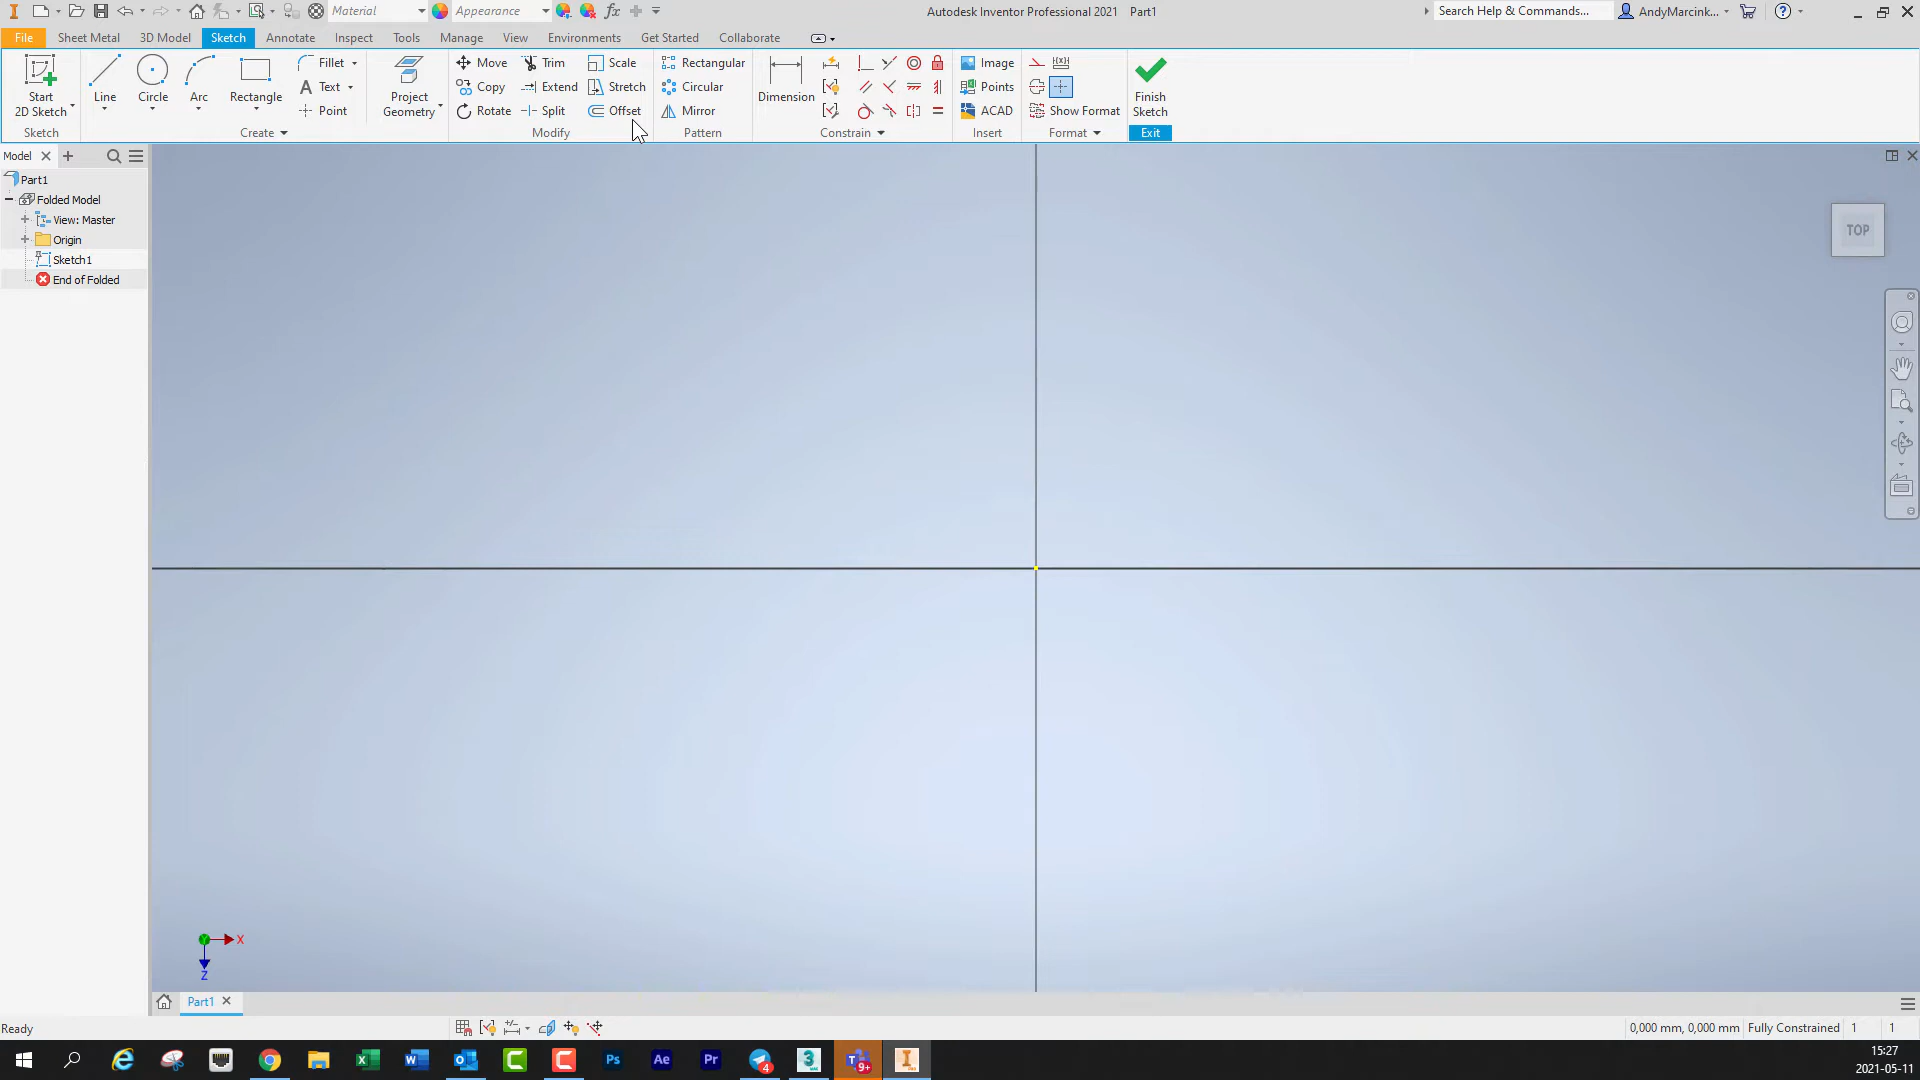 Material
Appearance
Autodesk Inventor Professional 2021 Part1
Search Help & Commands...
AndyMarcink...
File
Sheet Metal
3D Model
Sketch
Annotate
Inspect
Tools
Manage
View
Environments
Get Started
Collaborate
Start
2D Sketch
Line
Circle
Arc
Rectangle
Fillet
Text
Point
Project
Geometry
Move
Copy
Rotate
Trim
Extend
Split
Scale
Stretch
Offset
Rectangular
Circular
Mirror
Dimension
Image
Points
ACAD
Show Format
Finish
Sketch
Sketch
Create
Modify
Pattern
Constrain
Insert
Format
Exit
Model
Part1
Folded Model
View: Master
Origin
Sketch1
End of Folded
TOP
X
Y
Z
Part1
Ready
0,000 mm, 0,000 mm
Fully Constrained
1
1
Ps
Ae
Pr
4
9+
15:27
2021-05-11